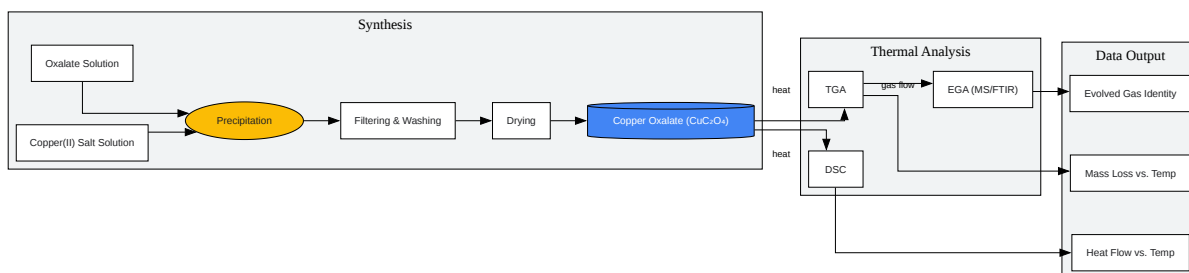 Synthesis
Oxalate Solution
Copper(II) Salt Solution
Precipitation
Filtering & Washing
Drying
Copper Oxalate (CuC₂O₄)
heat
heat
Thermal Analysis
TGA
gas flow
EGA (MS/FTIR)
DSC
Data Output
Evolved Gas Identity
Mass Loss vs. Temp
Heat Flow vs. Temp